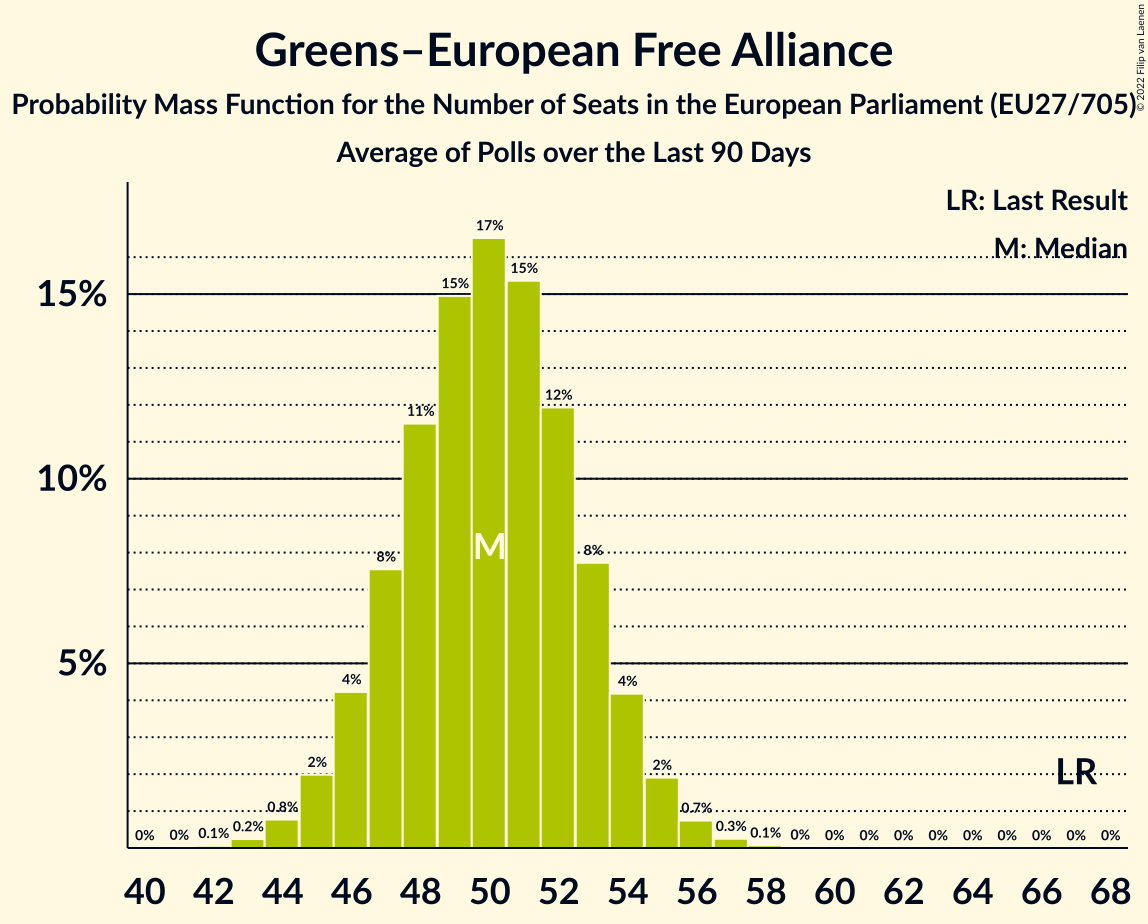 Greens–European Free Alliance
Probability Mass Function for the Number of Seats in the European Parliament (EU27/705)
Average of Polls over the Last 90 Days
© 2022 Filip van Laenen
LR: Last Result
M: Median
15%
10%
5%
0% 0% 0.1% 0.2% 0.8% 2% 4% 8% 11% 15% 17% 15% 12% 8% 4% 2% 0.7% 0.3% 0.1% 0% 0% 0% 0% 0% 0% 0% 0% 0% 0%
M
LR
40 42 44 46 48 50 52 54 56 58 60 62 64 66 68